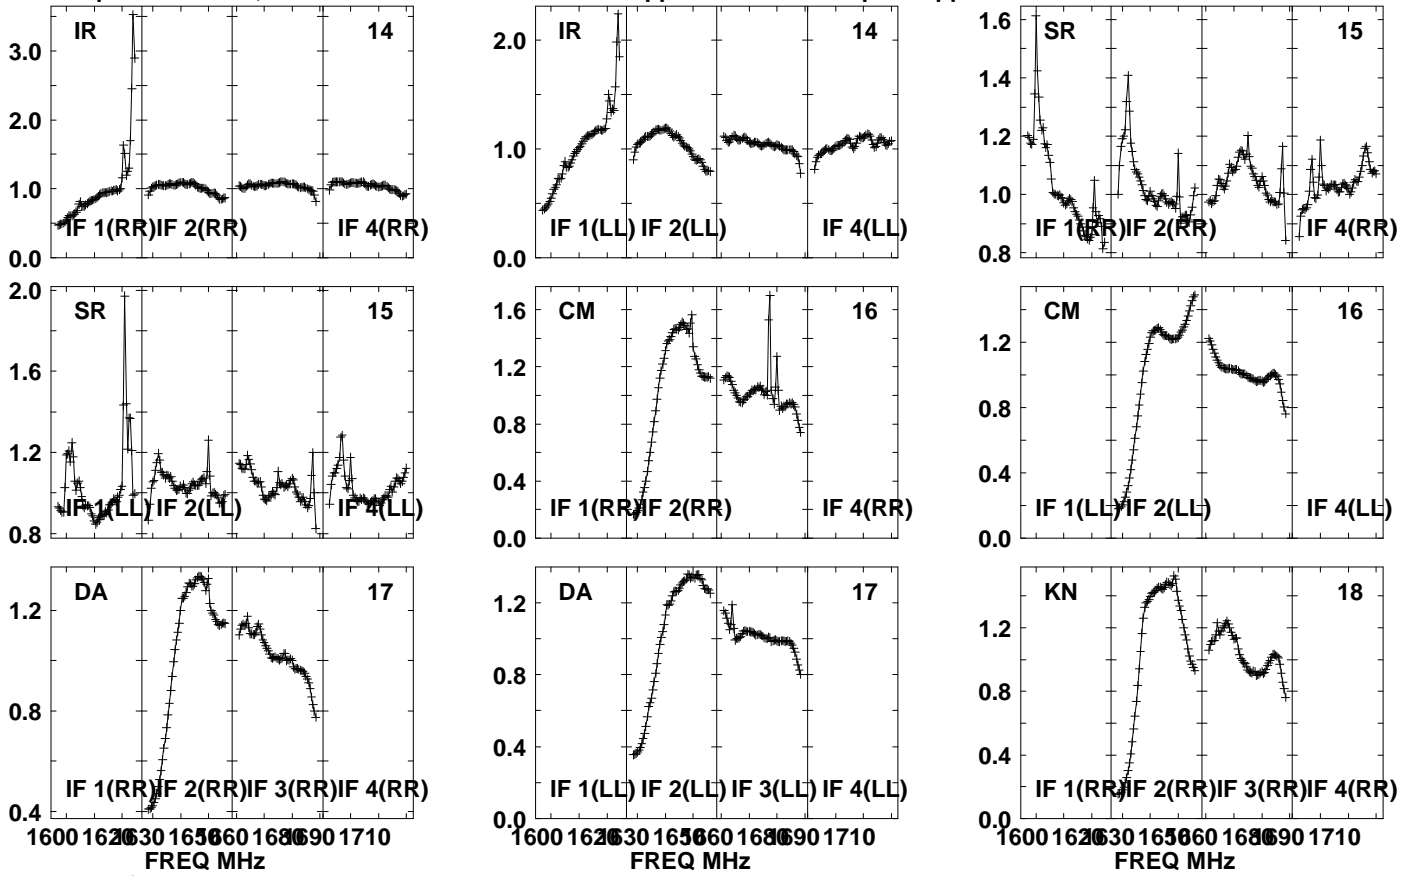 IR 14
3.0
2.0
1.0
0.0
IF 1(RR) IF 2(RR) IF 4(RR)
IR 14
2.0
1.0
0.0
IF 1(LL) IF 2(LL) IF 4(LL)
SR 15
1.6
1.4
1.2
1.0
0.8
IF 1(RR) IF 2(RR) IF 4(RR)
SR 15
2.0
1.6
1.2
0.8
IF 1(LL) IF 2(LL) IF 4(LL)
CM 16
1.6
1.2
0.8
0.4
0.0
IF 1(RR) IF 2(RR) IF 4(RR)
CM 16
1.2
0.8
0.4
0.0
IF 1(LL) IF 2(LL) IF 4(LL)
DA 17
1.2
0.8
0.4
IF 1(RR) IF 2(RR) IF 3(RR) IF 4(RR)
1600 1620 1630 1650 1660 1680 1690 1710
FREQ MHz
DA 17
1.2
0.8
0.4
0.0
IF 1(LL) IF 2(LL) IF 3(LL) IF 4(LL)
1600 1620 1630 1650 1660 1680 1690 1710
FREQ MHz
KN 18
1.2
0.8
0.4
0.0
IF 1(RR) IF 2(RR) IF 3(RR) IF 4(RR)
1600 1620 1630 1650 1660 1680 1690 1710
FREQ MHz